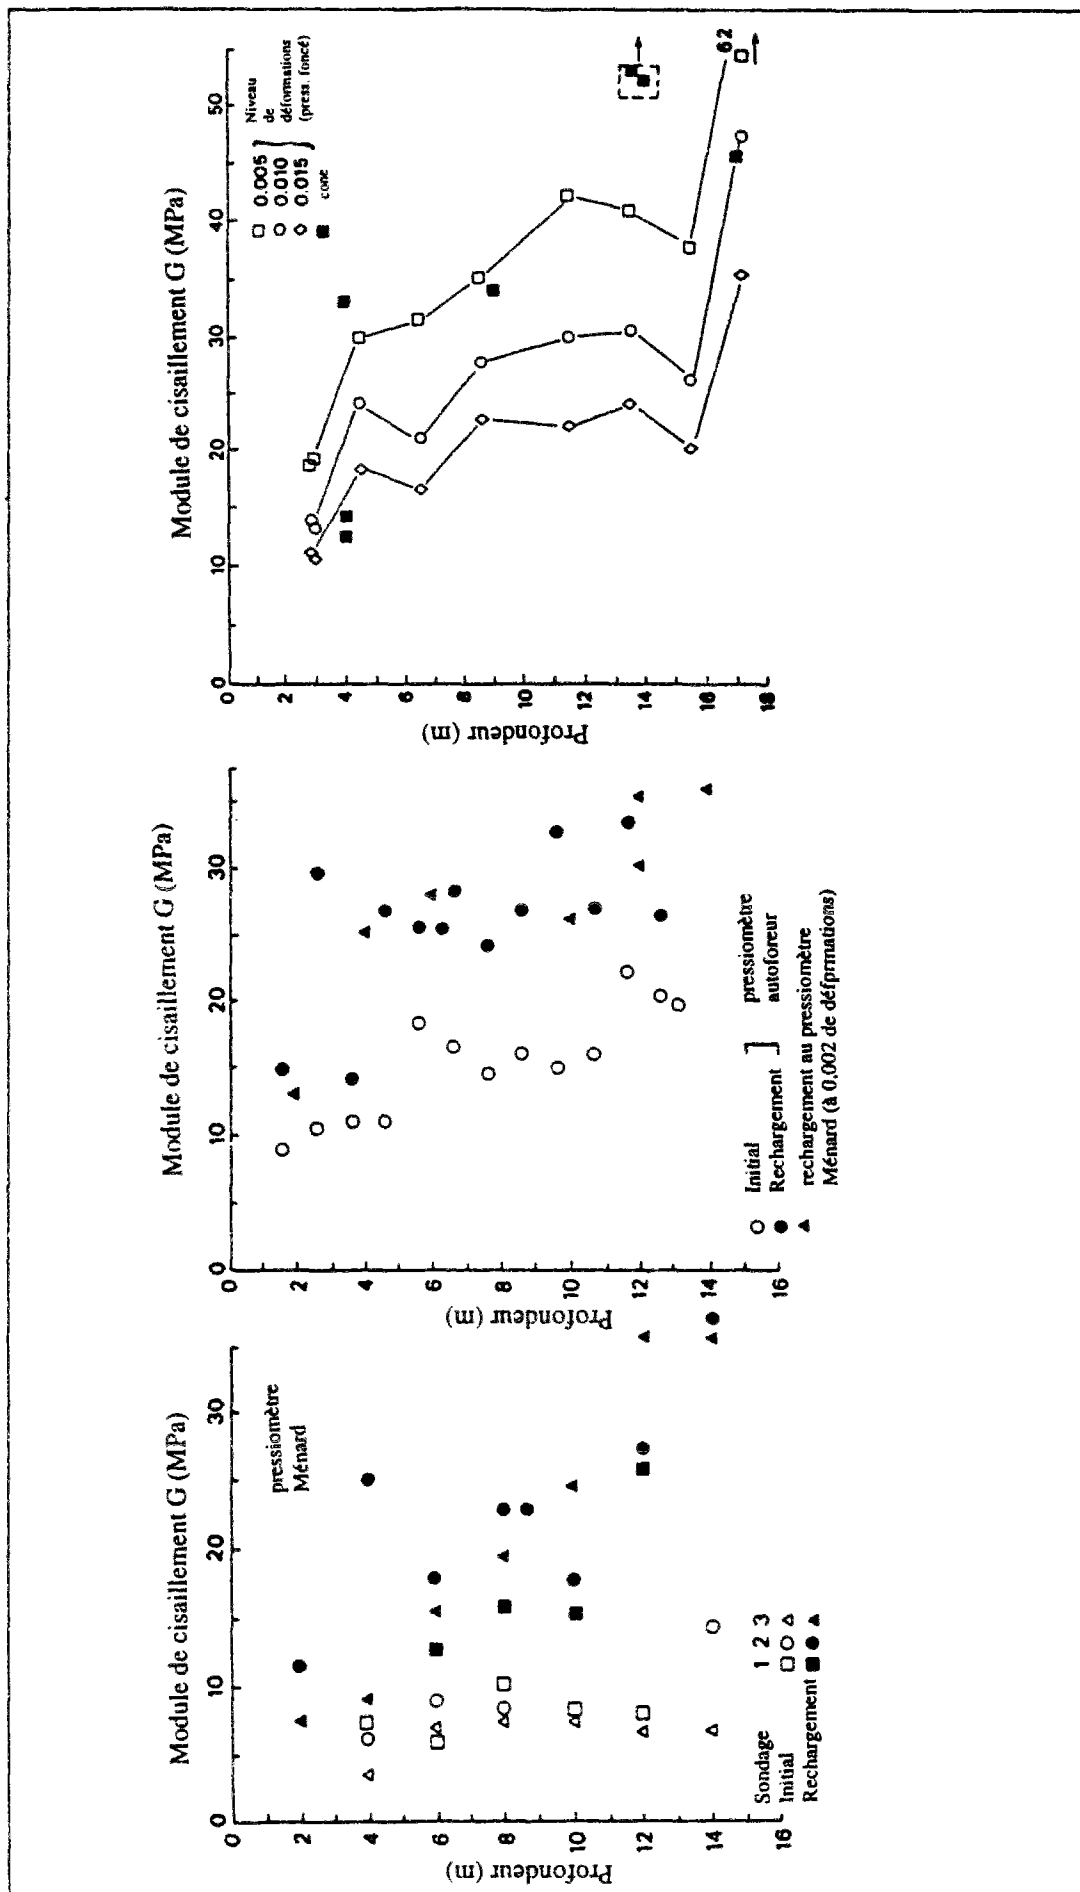 Module de cisaillement G (MPa)
0 10 20 30
pressiomètre
Ménard
Profondeur (m)
0
2
4
6
8
10
12
14
16
Sondage 1 2 3
Initial
Rechargement
Module de cisaillement G (MPa)
0 10 20 30
Profondeur (m)
0
2
4
6
8
10
12
14
16
Initial
Rechargement
pressiomètre
autoforeur
rechargement au pressiomètre
Ménard (à 0,002 de défprmations)
Module de cisaillement G (MPa)
0 10 20 30 40 50
0.005
0.010
0.015
cone
Niveau
de
déformations
(press. foncé)
62
Profondeur (m)
0
2
4
6
8
10
12
14
16
18